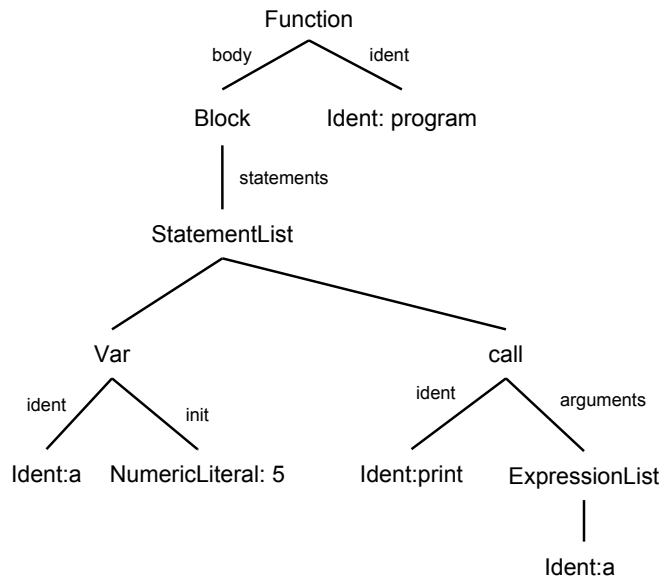 Function
body
ident
Block
Ident: program
statements
StatementList
Var
call
ident
init
ident
arguments
Ident:a
NumericLiteral: 5
Ident:print
ExpressionList
Ident:a